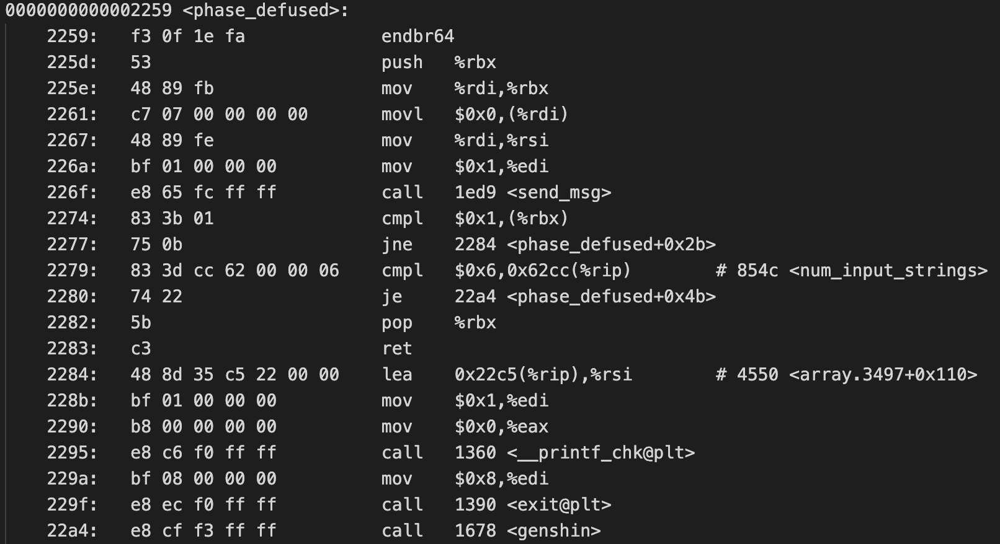 0000000000002259 <phase_defused>:
2259: f3 0f 1e fa endbr64
225d: 53 push %rbx
225e: 48 89 fb mov %rdi,%rbx
2261: c7 07 00 00 00 00 movl $0x0,(%rdi)
2267: 48 89 fe mov %rdi,%rsi
226a: bf 01 00 00 00 mov $0x1,%edi
226f: e8 65 fc ff ff call 1ed9 <send_msg>
2274: 83 3b 01 cmpl $0x1,(%rbx)
2277: 75 0b jne 2284 <phase_defused+0x2b>
2279: 83 3d cc 62 00 00 06 cmpl $0x6,0x62cc(%rip) # 854c <num_input_strings>
2280: 74 22 je 22a4 <phase_defused+0x4b>
2282: 5b pop %rbx
2283: c3 ret
2284: 48 8d 35 c5 22 00 00 lea 0x22c5(%rip),%rsi # 4550 <array.3497+0x110>
228b: bf 01 00 00 00 mov $0x1,%edi
2290: b8 00 00 00 00 mov $0x0,%eax
2295: e8 c6 f0 ff ff call 1360 <__printf_chk@plt>
229a: bf 08 00 00 00 mov $0x8,%edi
229f: e8 ec f0 ff ff call 1390 <exit@plt>
22a4: e8 cf f3 ff ff call 1678 <genshin>